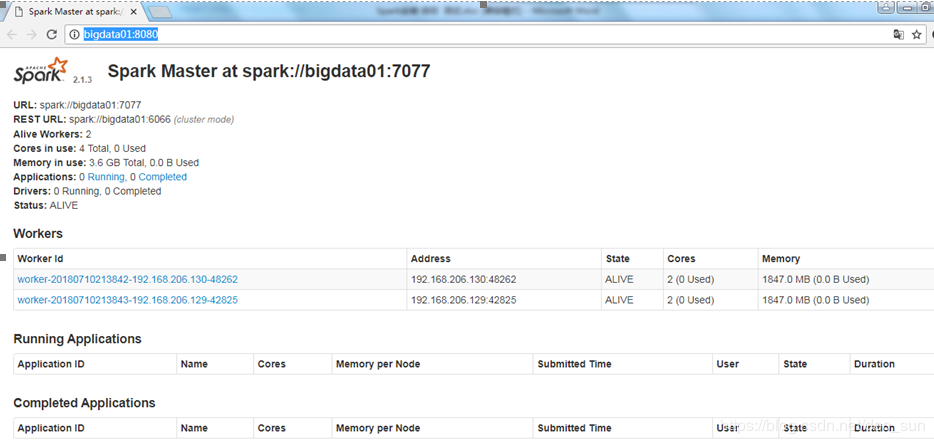 Spark Master at spark:/
bigdata01:8080
APACHE
Spark 2.1.3 Spark Master at spark://bigdata01:7077
URL: spark://bigdata01:7077
REST URL: spark://bigdata01:6066 (cluster mode)
Alive Workers: 2
Cores in use: 4 Total, 0 Used
Memory in use: 3.6 GB Total, 0.0 B Used
Applications: 0 Running, 0 Completed
Drivers: 0 Running, 0 Completed
Status: ALIVE
Workers
Worker Id Address State Cores Memory
worker-20180710213842-192.168.206.130-48262 192.168.206.130:48262 ALIVE 2 (0 Used) 1847.0 MB (0.0 B Used)
worker-20180710213843-192.168.206.129-42825 192.168.206.129:42825 ALIVE 2 (0 Used) 1847.0 MB (0.0 B Used)
Running Applications
Application ID Name Cores Memory per Node Submitted Time User State Duration
Completed Applications
Application ID Name Cores Memory per Node Submitted Time User State Duration